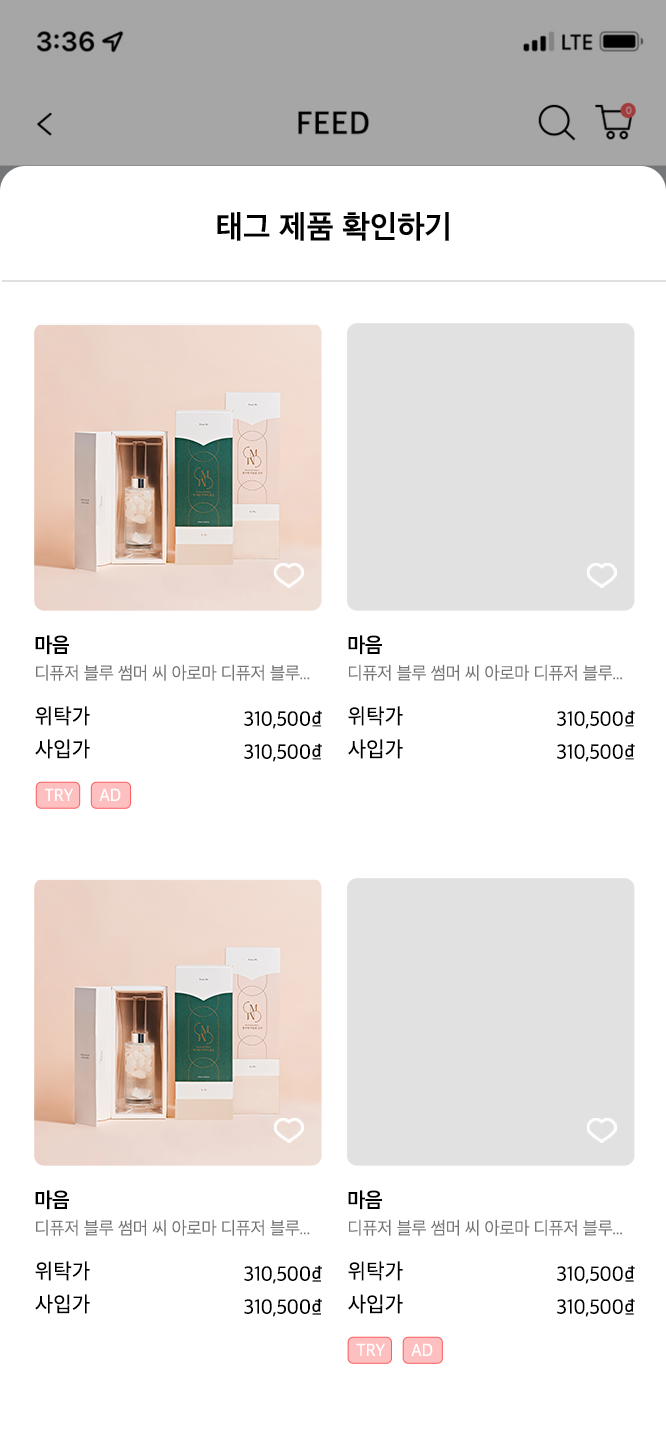 3:36 LTE
FEED 0
태그 제품 확인하기
마음 마음
디퓨저 블루 썸머 씨 아로마 디퓨저 블루... 디퓨저 블루 썸머 씨 아로마 디퓨저 블루...
위탁가 310,500₫ 위탁가 310,500₫
사입가 310,500₫ 사입가 310,500₫
TRY AD
마음 마음
디퓨저 블루 썸머 씨 아로마 디퓨저 블루... 디퓨저 블루 썸머 씨 아로마 디퓨저 블루...
위탁가 310,500₫ 위탁가 310,500₫
사입가 310,500₫ 사입가 310,500₫
TRY AD